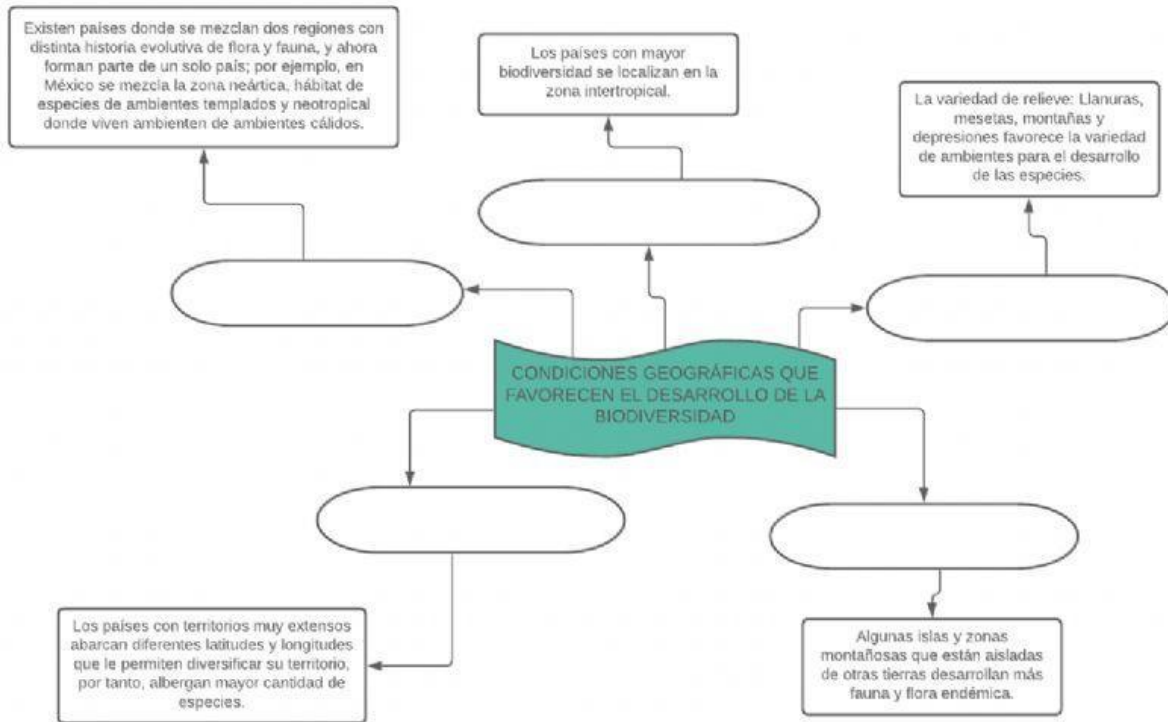 Existen países donde se mezclan dos regiones con
distinta historia evolutiva de flora y fauna, y ahora
forman parte de un solo país; por ejemplo, en
México se mezcla la zona neártica, hábitat de
especies de ambientes templados y neotropical
donde viven ambienten de ambientes cálidos.
Los países con mayor
biodiversidad se localizan en la
zona intertropical.
La variedad de relieve: Llanuras,
mesetas, montañas y
depresiones favorece la variedad
de ambientes para el desarrollo
de las especies.
CONDICIONES GEOGRÁFICAS QUE
FAVORECEN EL DESARROLLO DE LA
BIODIVERSIDAD
Los países con territorios muy extensos
abarcan diferentes latitudes y longitudes
que le permiten diversificar su territorio,
por tanto, albergan mayor cantidad de
especies.
Algunas islas y zonas
montañosas que están aisladas
de otras tierras desarrollan más
fauna y flora endémica.